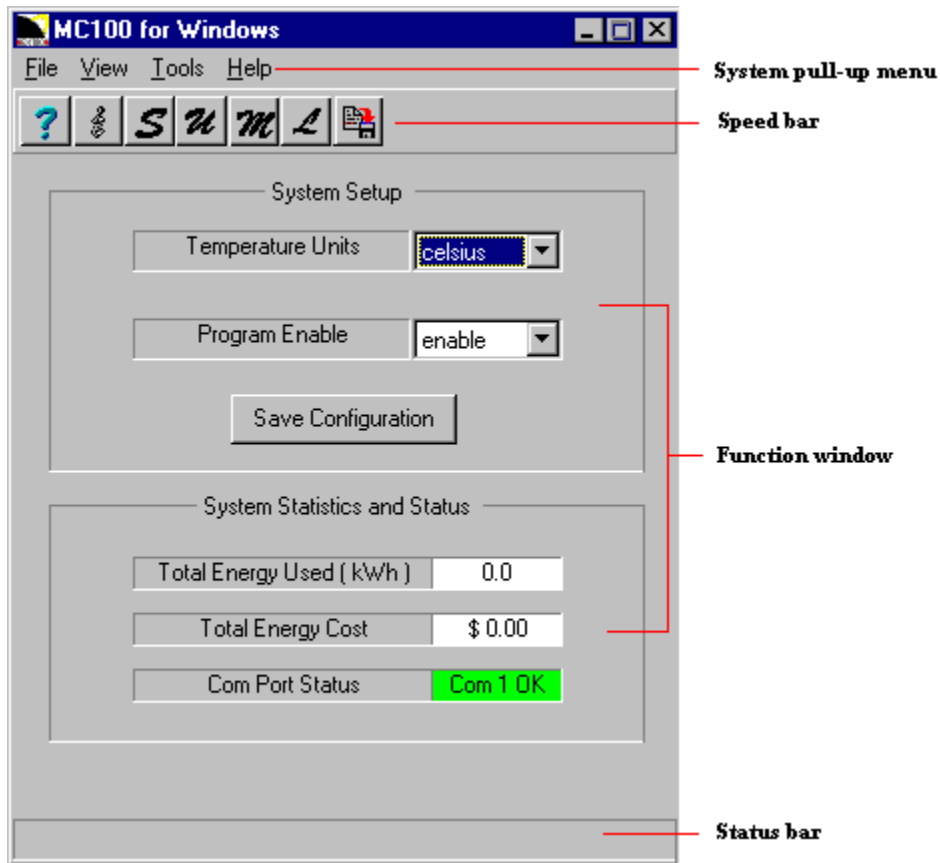 MC100 for Windows
File View Tools Help
System pull-up menu
? S U M L
Speed bar
System Setup
Temperature Units celsius
Program Enable enable
Save Configuration
Function window
System Statistics and Status
Total Energy Used ( kWh ) 0.0
Total Energy Cost $ 0.00
Com Port Status Com 1 OK
Status bar